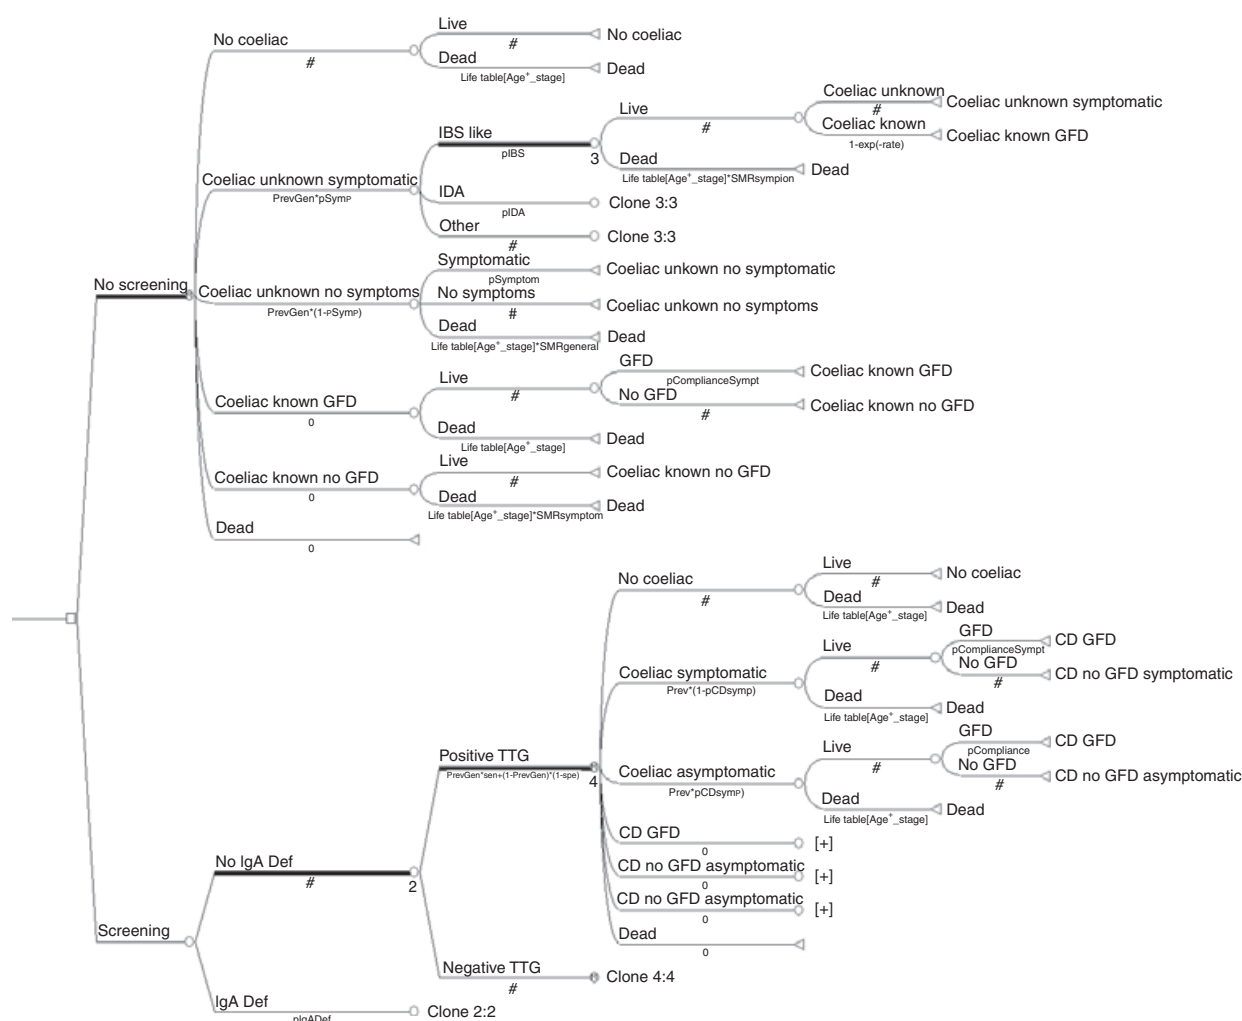 Live
No coeliac
#
No coeliac
#
Dead
Dead
Life table[Age+_stage]
Coeliac unknown
#
Coeliac unknown symptomatic
Live
#
Coeliac known
1-exp(-rate)
Coeliac known GFD
IBS like
pIBS
3
Dead
Life table[Age+_stage]*SMRsympion
Dead
Coeliac unknown symptomatic
PrevGen*pSymP
IDA
pIDA
Clone 3:3
Other
#
Clone 3:3
Symptomatic
pSymptom
Coeliac unkown no symptomatic
No screening
Coeliac unknown no symptoms
PrevGen*(1-PSymP)
No symptoms
#
Coeliac unkown no symptoms
Dead
Life table[Age+_stage]*SMRgeneral
Dead
GFD
pComplianceSympt
Coeliac known GFD
Live
#
No GFD
#
Coeliac known no GFD
Coeliac known GFD
0
Dead
Life table[Age+_stage]
Dead
Live
#
Coeliac known no GFD
Coeliac known no GFD
0
Dead
Life table[Age+_stage]*SMRsymptom
Dead
Dead
0
Live
#
No coeliac
No coeliac
#
Dead
Life table[Age+_stage]
Dead
GFD
pComplianceSympt
CD GFD
Live
#
No GFD
#
CD no GFD symptomatic
Coeliac symptomatic
Prev*(1-pCDsymp)
Dead
Life table[Age+_stage]
Dead
GFD
pCompliance
CD GFD
Live
#
No GFD
#
CD no GFD asymptomatic
Positive TTG
PrevGen*sen+(1-PrevGen)*(1-spe)
4
Coeliac asymptomatic
Prev*pCDsymP)
Dead
Life table[Age+_stage]
Dead
CD GFD
0
[+]
No IgA Def
#
2
CD no GFD asymptomatic
0
[+]
CD no GFD asymptomatic
0
[+]
Screening
Dead
0
Negative TTG
#
Clone 4:4
IgA Def
pIgADef
Clone 2:2